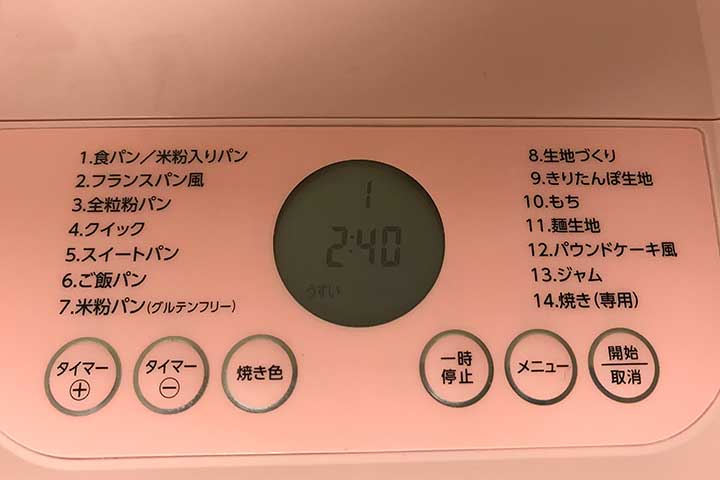 1.食パン／米粉入りパン
2.フランスパン風
3.全粒粉パン
4.クイック
5.スイートパン
6.ご飯パン
7.米粉パン(グルテンフリー)
1
2:40
うすい
8.生地づくり
9.きりたんぽ生地
10.もち
11.麺生地
12.パウンドケーキ風
13.ジャム
14.焼き(専用)
タイマー
+
タイマー
−
焼き色
一時
停止
メニュー
開始
取消